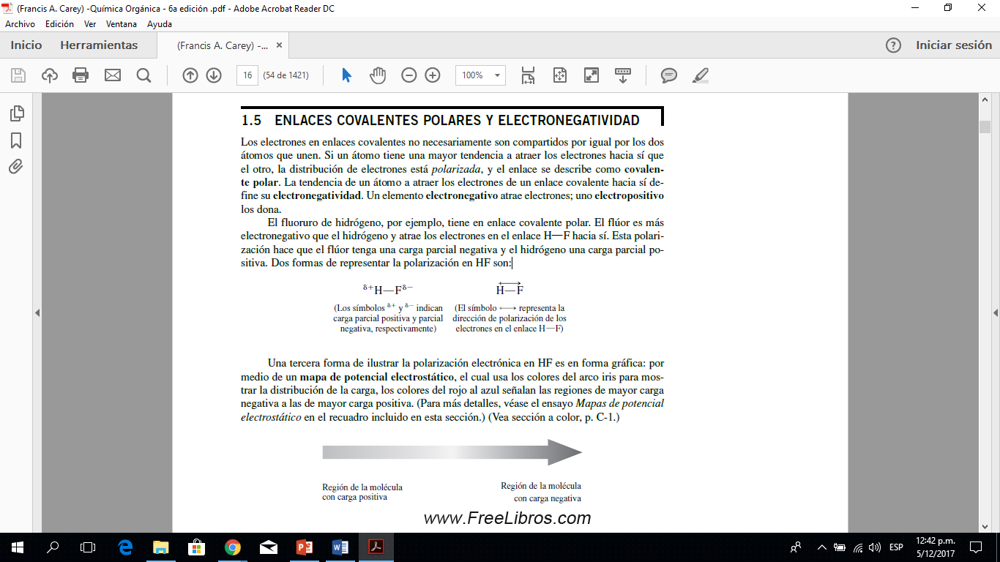 (Francis A. Carey) -Química Orgánica - 6a edición .pdf - Adobe Acrobat Reader DC
Archivo Edición Ver Ventana Ayuda
Inicio Herramientas (Francis A. Carey) -... × Iniciar sesión
16 (54 de 1421) 100%
1.5 ENLACES COVALENTES POLARES Y ELECTRONEGATIVIDAD
Los electrones en enlaces covalentes no necesariamente son compartidos por igual por los dos
átomos que unen. Si un átomo tiene una mayor tendencia a atraer los electrones hacia sí que
el otro, la distribución de electrones está polarizada, y el enlace se describe como covalen-
te polar. La tendencia de un átomo a atraer los electrones de un enlace covalente hacia sí de-
fine su electronegatividad. Un elemento electronegativo atrae electrones; uno electropositivo
los dona.
El fluoruro de hidrógeno, por ejemplo, tiene en enlace covalente polar. El flúor es más
electronegativo que el hidrógeno y atrae los electrones en el enlace H—F hacia sí. Esta polari-
zación hace que el flúor tenga una carga parcial negativa y el hidrógeno una carga parcial po-
sitiva. Dos formas de representar la polarización en HF son:
δ+H—Fδ− H—F
(Los símbolos δ+ y δ− indican
carga parcial positiva y parcial
negativa, respectivamente)
(El símbolo ⟼ representa la
dirección de polarización de los
electrones en el enlace H—F)
Una tercera forma de ilustrar la polarización electrónica en HF es en forma gráfica: por
medio de un mapa de potencial electrostático, el cual usa los colores del arco iris para mos-
trar la distribución de la carga, los colores del rojo al azul señalan las regiones de mayor carga
negativa a las de mayor carga positiva. (Para más detalles, véase el ensayo Mapas de potencial
electrostático en el recuadro incluido en esta sección.) (Vea sección a color, p. C-1.)
Región de la molécula
con carga positiva
Región de la molécula
con carga negativa
www.FreeLibros.com
ESP
12:42 p.m.
5/12/2017